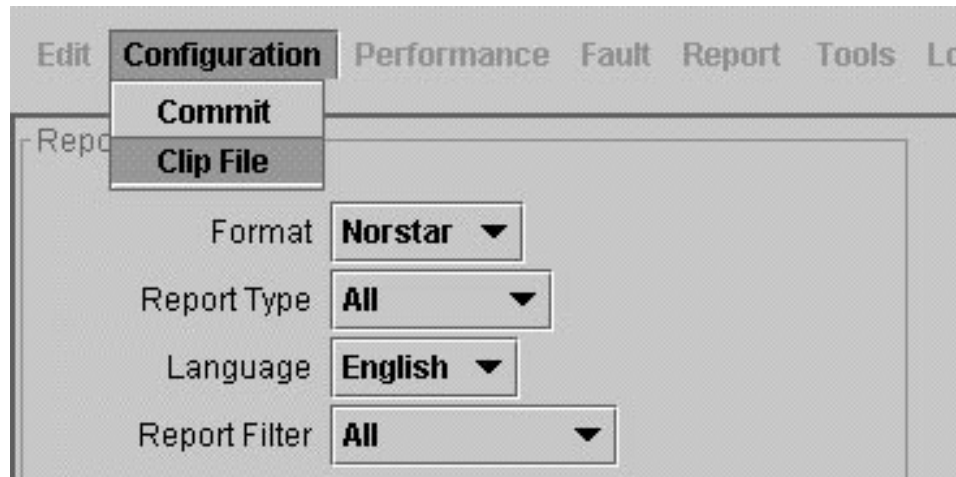 Edit Configuration Performance Fault Report Tools
Commit
Clip File
Format Norstar
Report Type All
Language English
Report Filter All